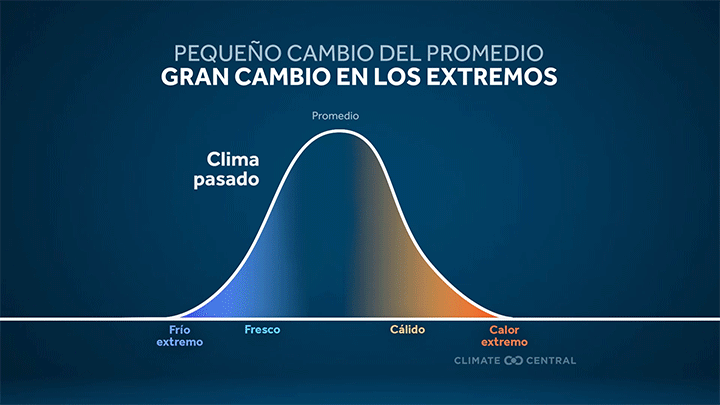 PEQUEÑO CAMBIO DEL PROMEDIO
GRAN CAMBIO EN LOS EXTREMOS
Promedio
Clima
pasado
Frío
extremo
Fresco
Cálido
Calor
extremo
CLIMATE CENTRAL